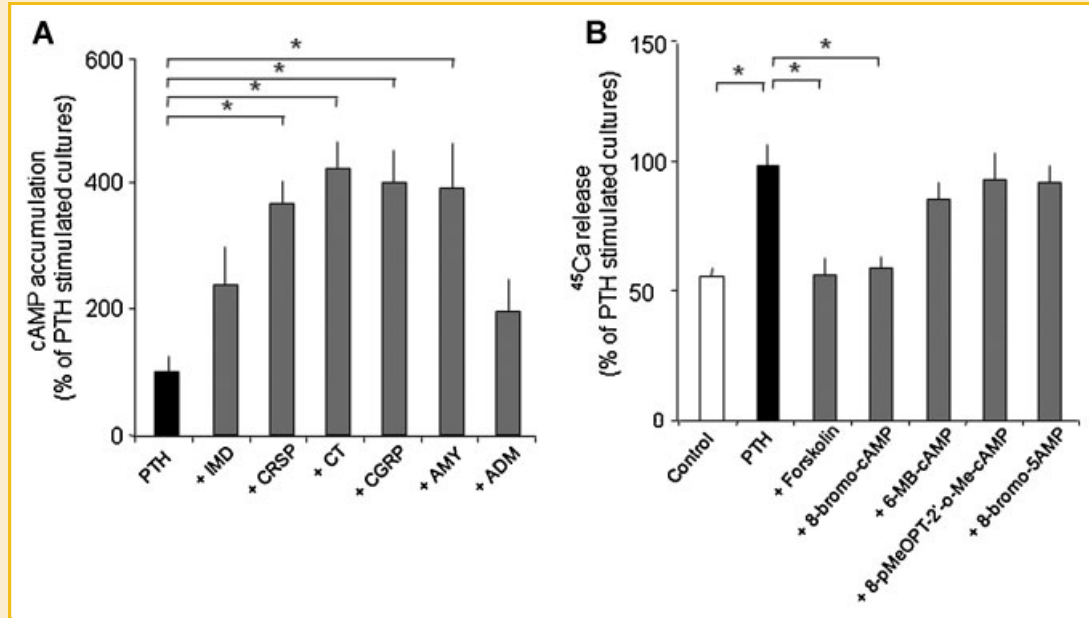 A
cAMP accumulation
(% of PTH stimulated cultures)
600
400
200
0
*
*
*
*
PTH
+ IMD
+ CRSP
+ CT
+ CGRP
+ AMY
+ ADM
B
45Ca release
(% of PTH stimulated cultures)
150
100
50
0
*
*
*
Control
PTH
+ Forskolin
+ 8-bromo-cAMP
+ 6-MB-cAMP
+ 8-pMeOPT-2'-o-Me-cAMP
+ 8-bromo-5AMP